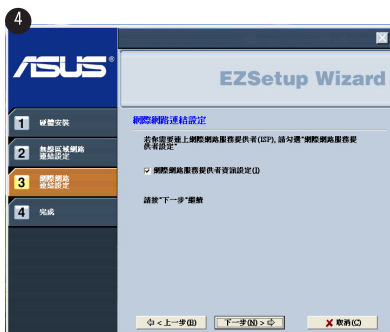 4
ASUS®
EZSetup Wizard
1 硬體安裝
2 無線區域網路
連結設定
3 網際網路
連結設定
4 完成
網際網路連結設定
若你需要連上網際網路服務提供者(ISP), 請勾選"網際網路服務提
供者設定"
網際網路服務提供者資訊設定(I)
請按"下一步"繼續
< 上一步(B)
下一步(N) >
取消(C)